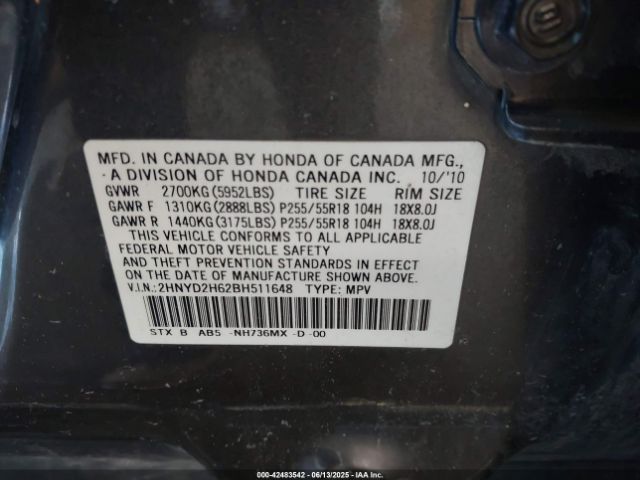 MFD. IN CANADA BY HONDA OF CANADA MFG.,
A DIVISION OF HONDA CANADA INC. 10/'10
GVWR 2700KG(5952LBS) TIRE SIZE RIM SIZE
GAWR F 1310KG(2888LBS) P255/55R18 104H 18X8.0J
GAWR R 1440KG(3175LBS) P255/55R18 104H 18X8.0J
THIS VEHICLE CONFORMS TO ALL APPLICABLE
FEDERAL MOTOR VEHICLE SAFETY
AND THEFT PREVENTION STANDARDS IN EFFECT
ON THE DATE OF MANUFACTURE SHOWN ABOVE.
V.I.N.: 2HNYD2H62BH511648 TYPE: MPV
STX B AB5 -NH736MX -D -00
000-42483542 - 06/13/2025 - IAAI.COM